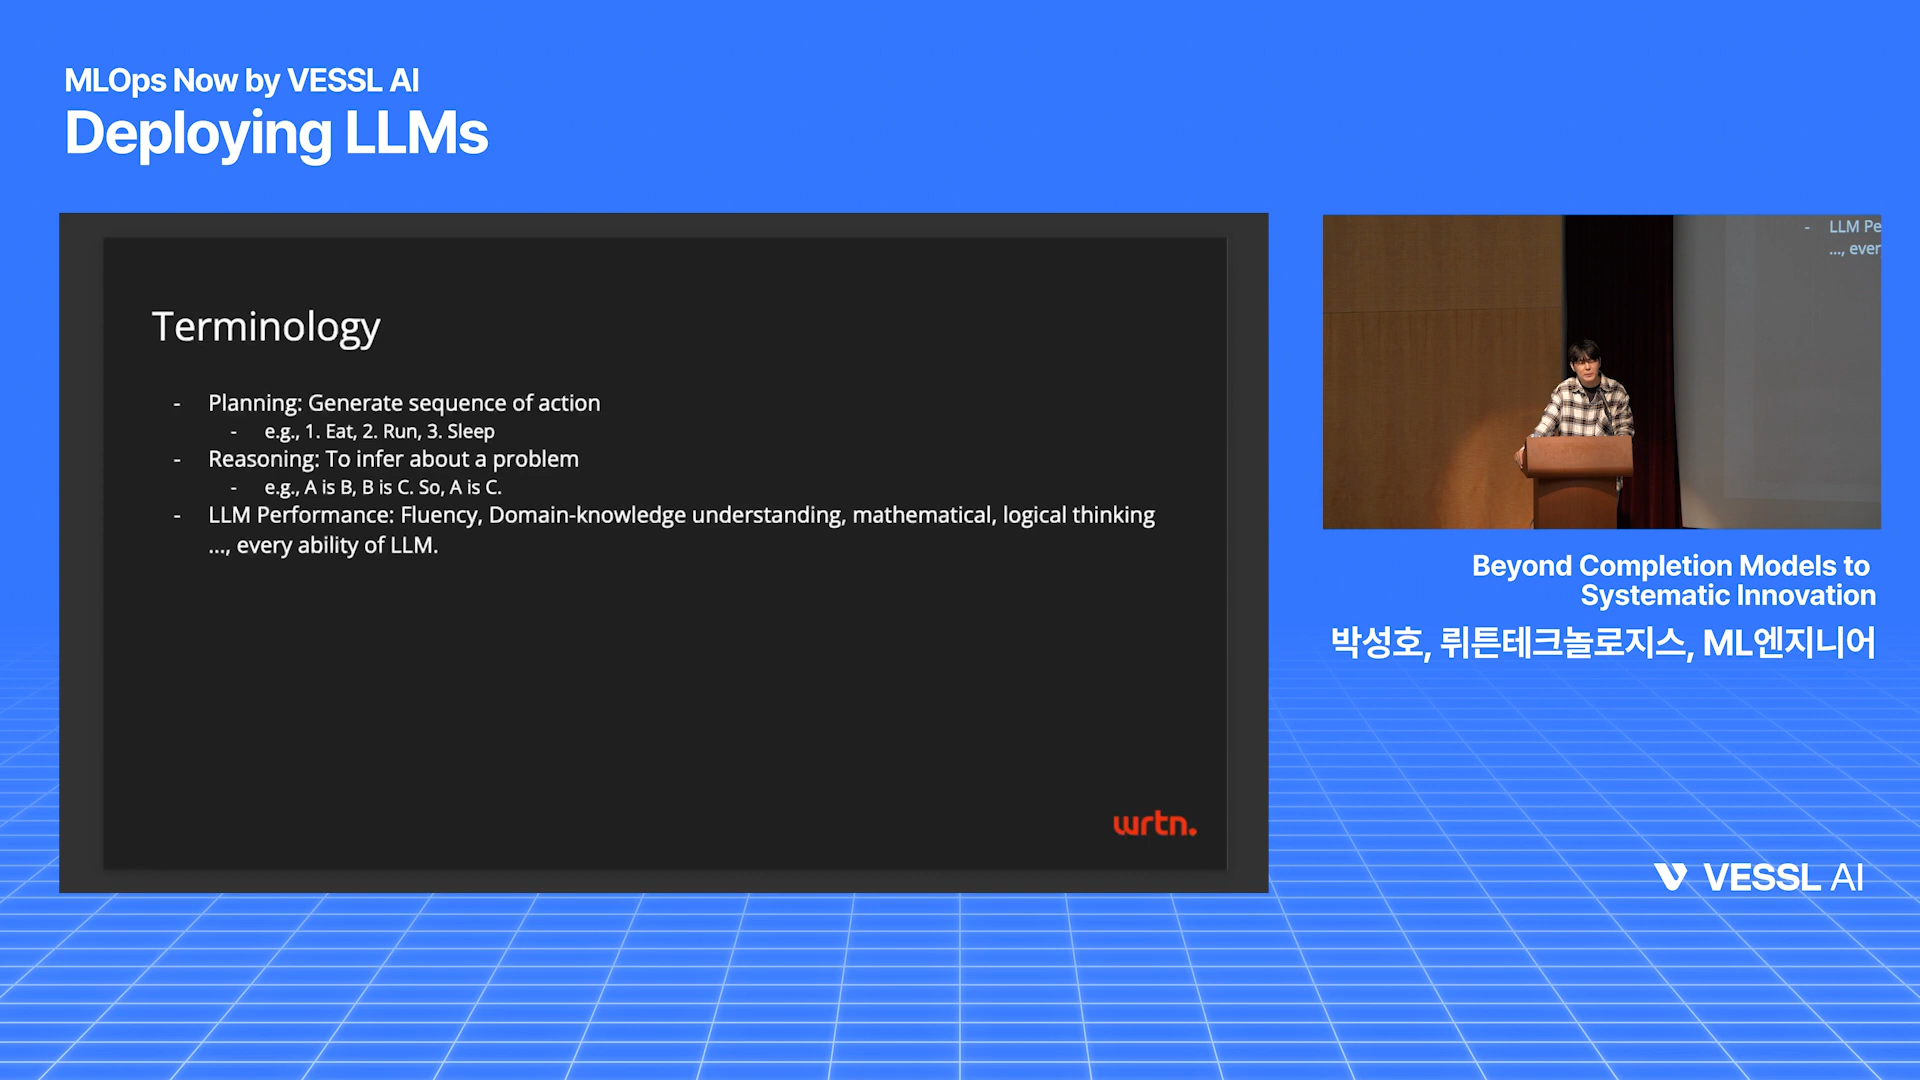 MLOps Now by VESSL AI
Deploying LLMs
Terminology
- Planning: Generate sequence of action
- e.g., 1. Eat, 2. Run, 3. Sleep
- Reasoning: To infer about a problem
- e.g., A is B, B is C. So, A is C.
- LLM Performance: Fluency, Domain-knowledge understanding, mathematical, logical thinking
..., every ability of LLM.
wrtn.
- LLM Pe
..., ever
Beyond Completion Models to
Systematic Innovation
박성호, 뤼튼테크놀로지스, ML엔지니어
VESSL AI